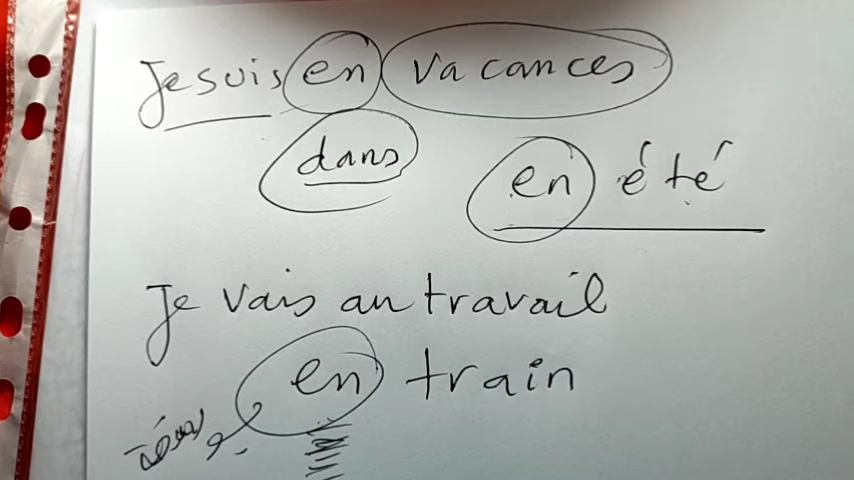 Je suis en vacances
dans
en été
Je vais au travail
en train